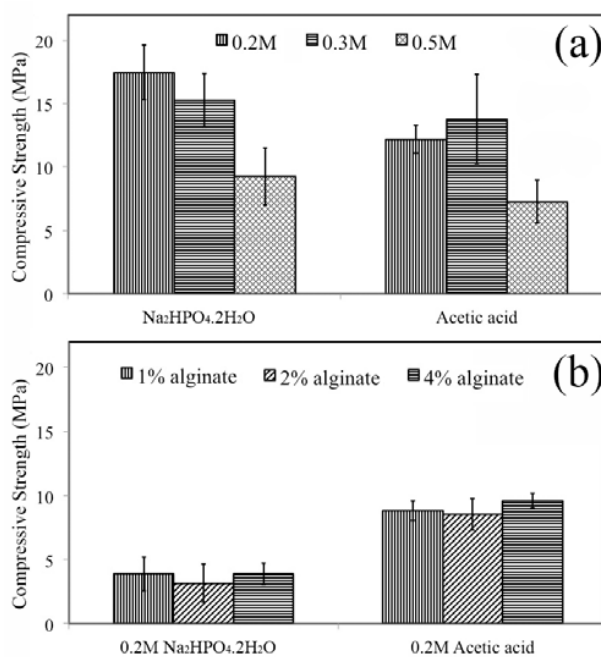 (a)
0.2M 0.3M 0.5M
Compressive Strength (MPa)
20
15
10
5
0
Na₂HPO₄.2H₂O Acetic acid
(b)
1% alginate 2% alginate 4% alginate
Compressive Strength (MPa)
20
15
10
5
0
0.2M Na₂HPO₄.2H₂O 0.2M Acetic acid